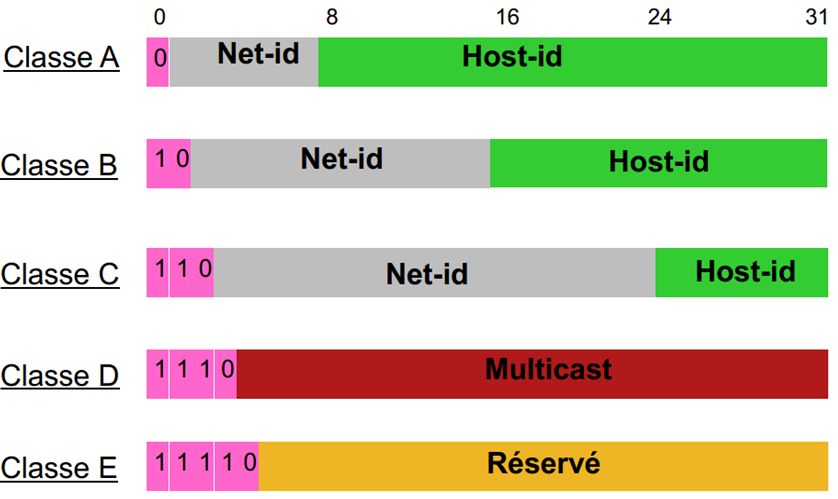 0 8 16 24 31
Classe A 0 Net-id Host-id
Classe B 1 0 Net-id Host-id
Classe C 1 1 0 Net-id Host-id
Classe D 1 1 1 0 Multicast
Classe E 1 1 1 1 0 Réservé